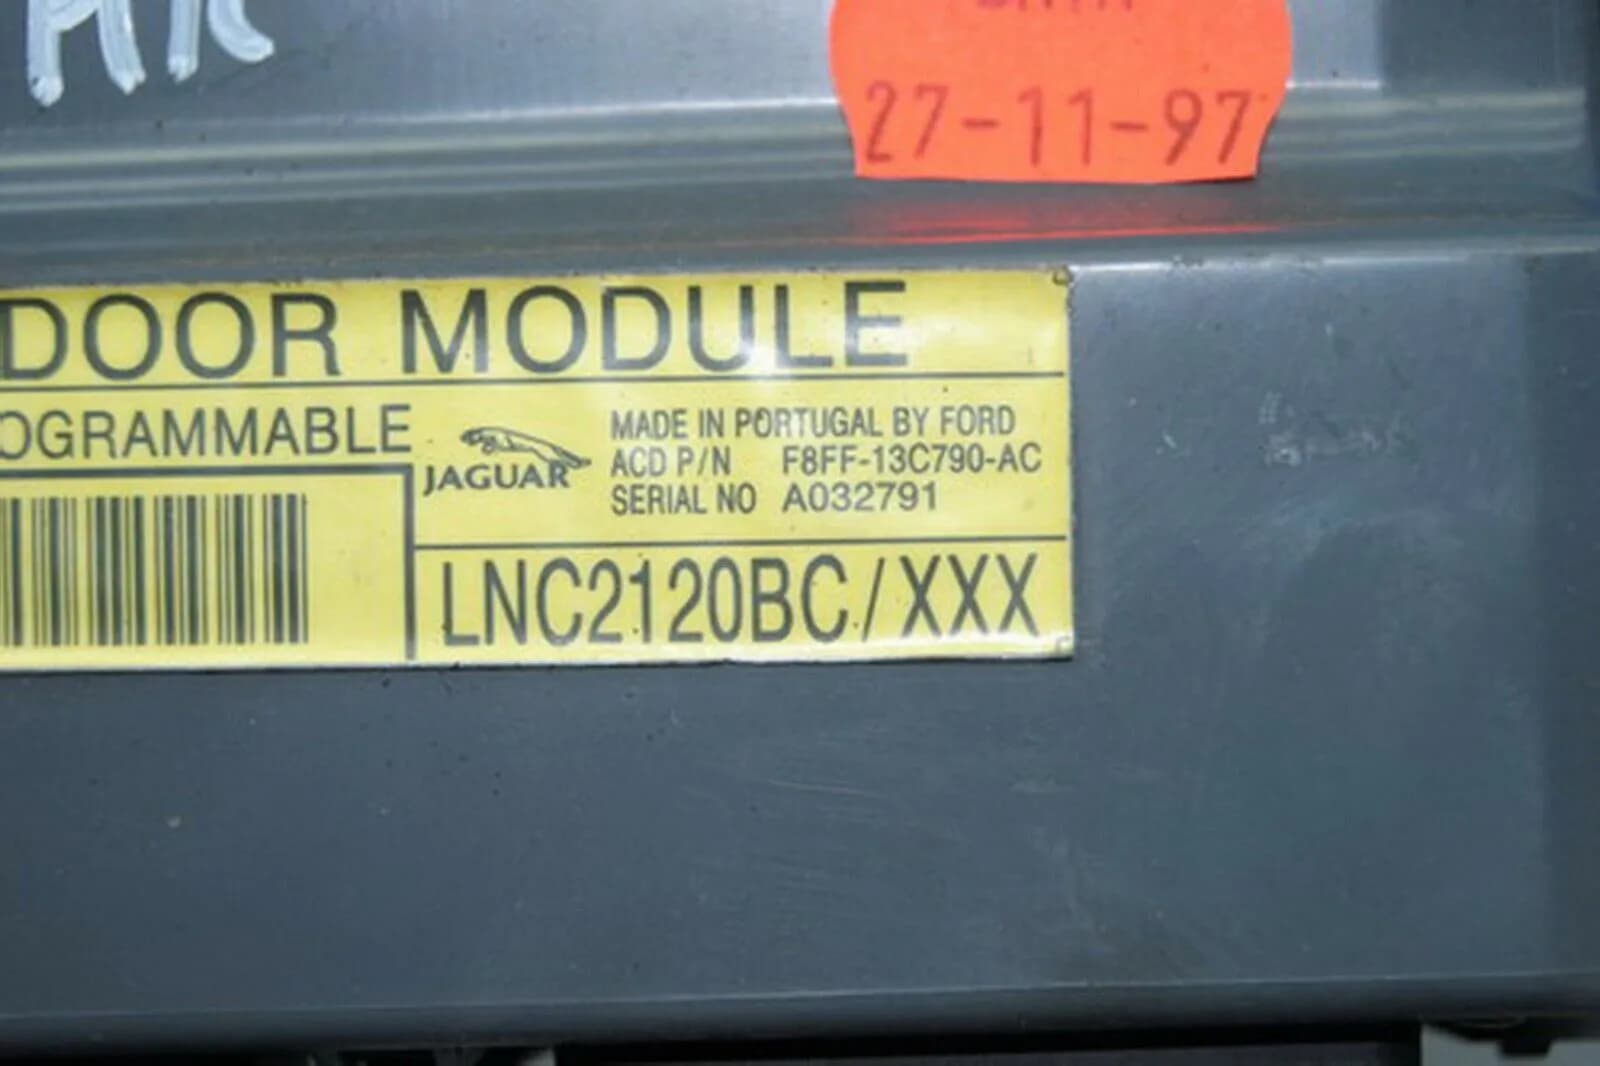 27-11-97
DOOR MODULE
OGRAMMABLE
JAGUAR
MADE IN PORTUGAL BY FORD
ACD P/N F8FF-13C790-AC
SERIAL NO A032791
LNC2120BC/XXX